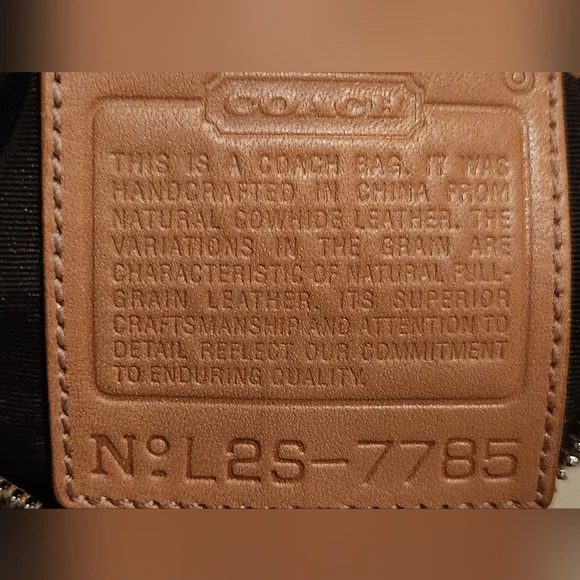 COACH
THIS IS A COACH BAG. IT WAS
HANDCRAFTED IN CHINA FROM
NATURAL COWHIDE LEATHER. THE
VARIATIONS IN THE GRAIN ARE
CHARACTERISTIC OF NATURAL FULL-
GRAIN LEATHER. ITS SUPERIOR
CRAFTSMANSHIP AND ATTENTION TO
DETAIL REFLECT OUR COMMITMENT
TO ENDURING QUALITY.
No L2S-7785